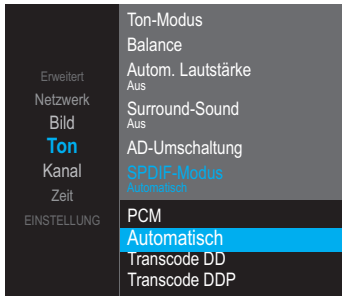 Erweitert
Netzwerk
Bild
Ton
Kanal
Zeit
EINSTELLUNG
Ton-Modus
Balance
Autom. Lautstärke
Aus
Surround-Sound
Aus
AD-Umschaltung
SPDIF-Modus
Automatisch
PCM
Automatisch
Transcode DD
Transcode DDP